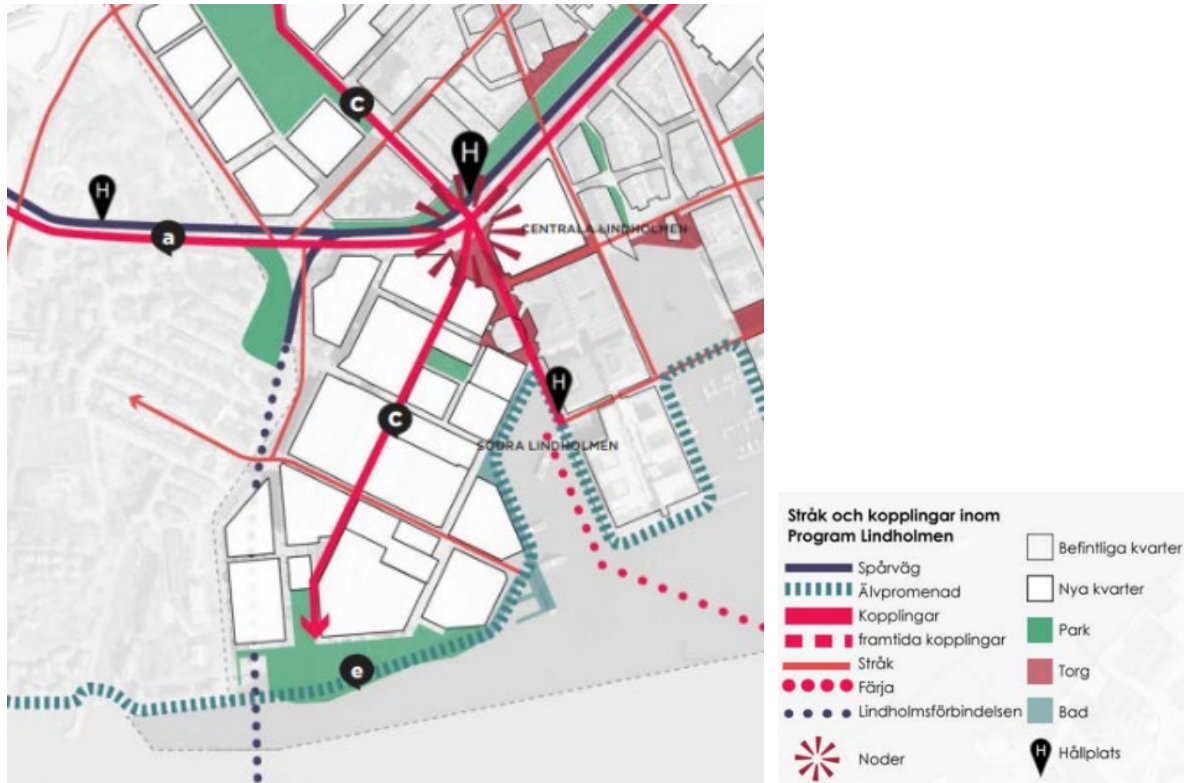 C
H
H
a
CENTRALA LINDHOLMEN
H
C
SÖDRA LINDHOLMEN
e
Stråk och kopplingar inom
Program Lindholmen
Spårväg
Älvpromenad
Kopplingar
framtida kopplingar
Stråk
Färja
Lindholmsförbindelsen
Noder
Befintliga kvarter
Nya kvarter
Park
Torg
Bad
H
Hållplats